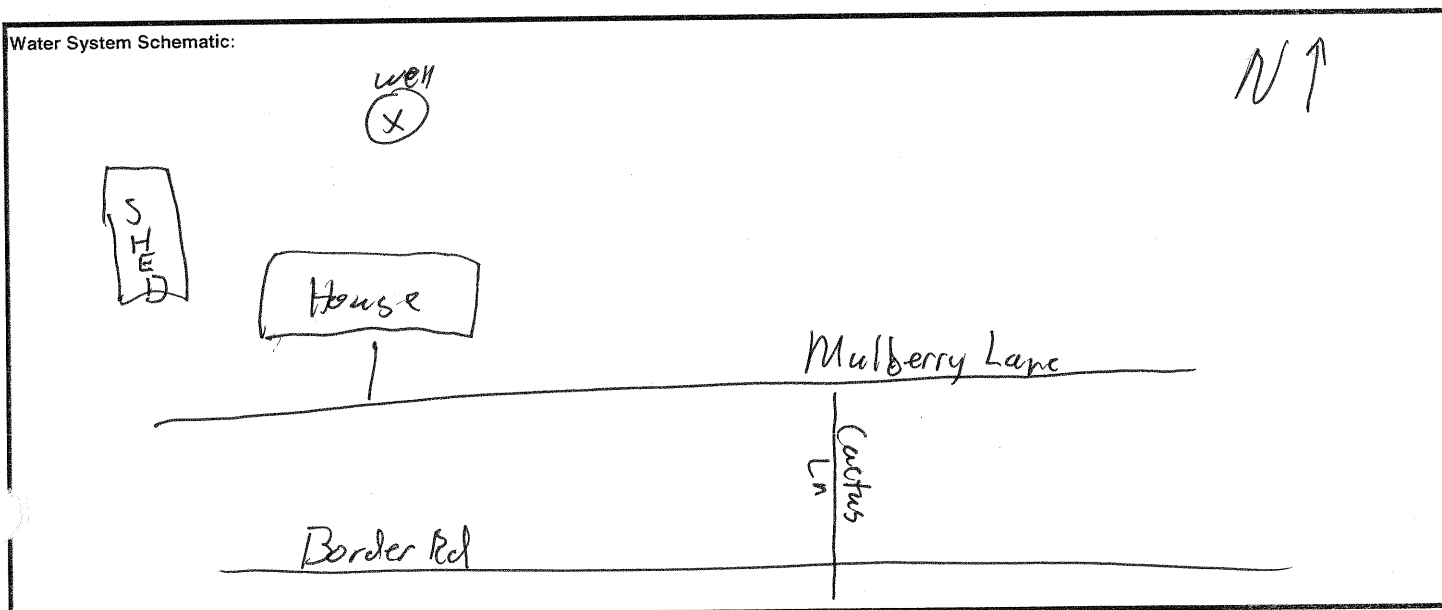 Water System Schematic:
N
well
X
SHED
House
Mulberry Lane
Cactus
Ln
Border Rd